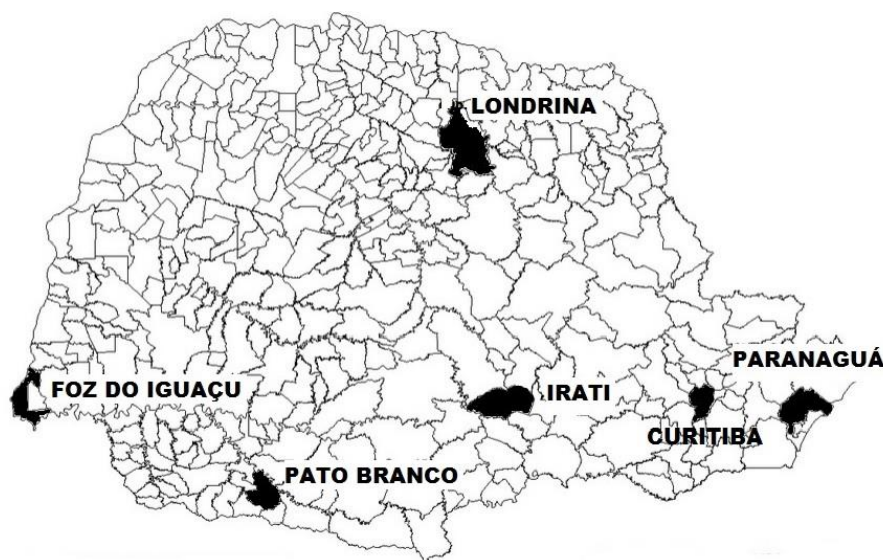 LONDRINA
PARANAGUÁ
FOZ DO IGUAÇU
IRATI
CURITIBA
PATO BRANCO